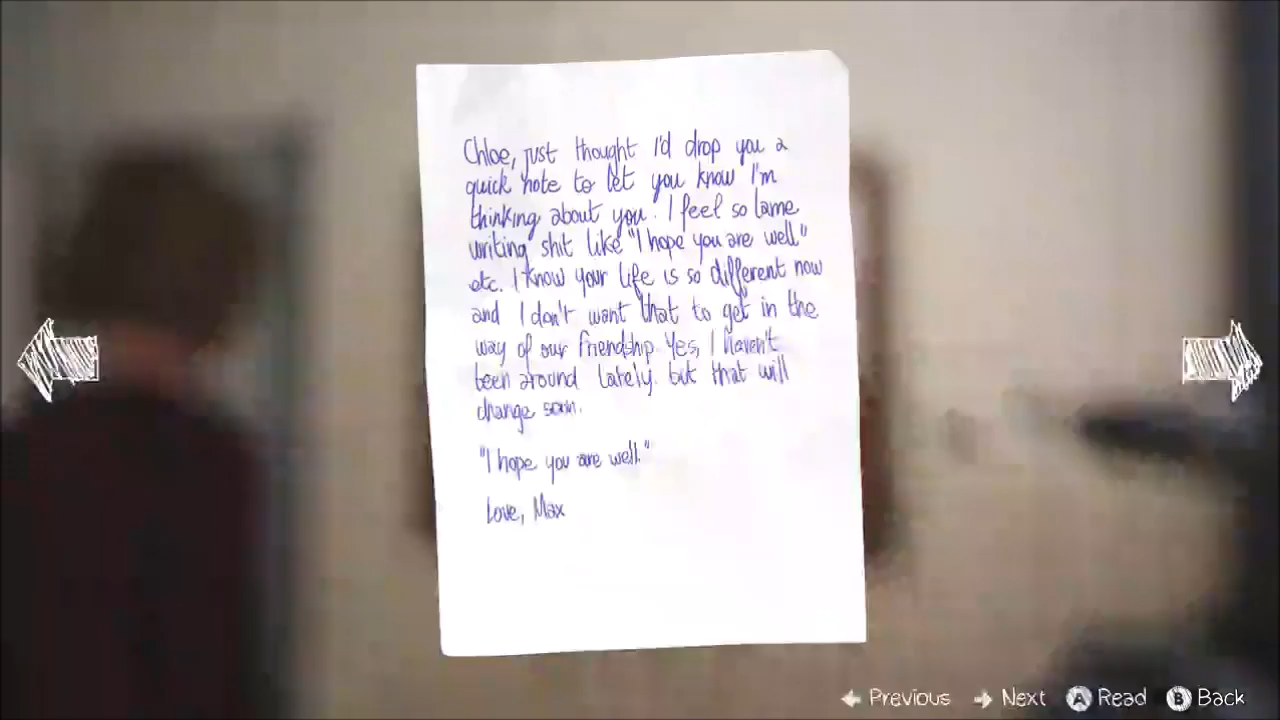 Chloe, just thought I'd drop you a
quick note to let you know I'm
thinking about you. I feel so lame
writing shit like "I hope you are well"
etc. I know your life is so different now
and I don't want that to get in the
way of our friendship. Yes, I haven't
been around lately. but that will
change soon.
"I hope you are well."
Love, Max
Previous Next A Read B Back